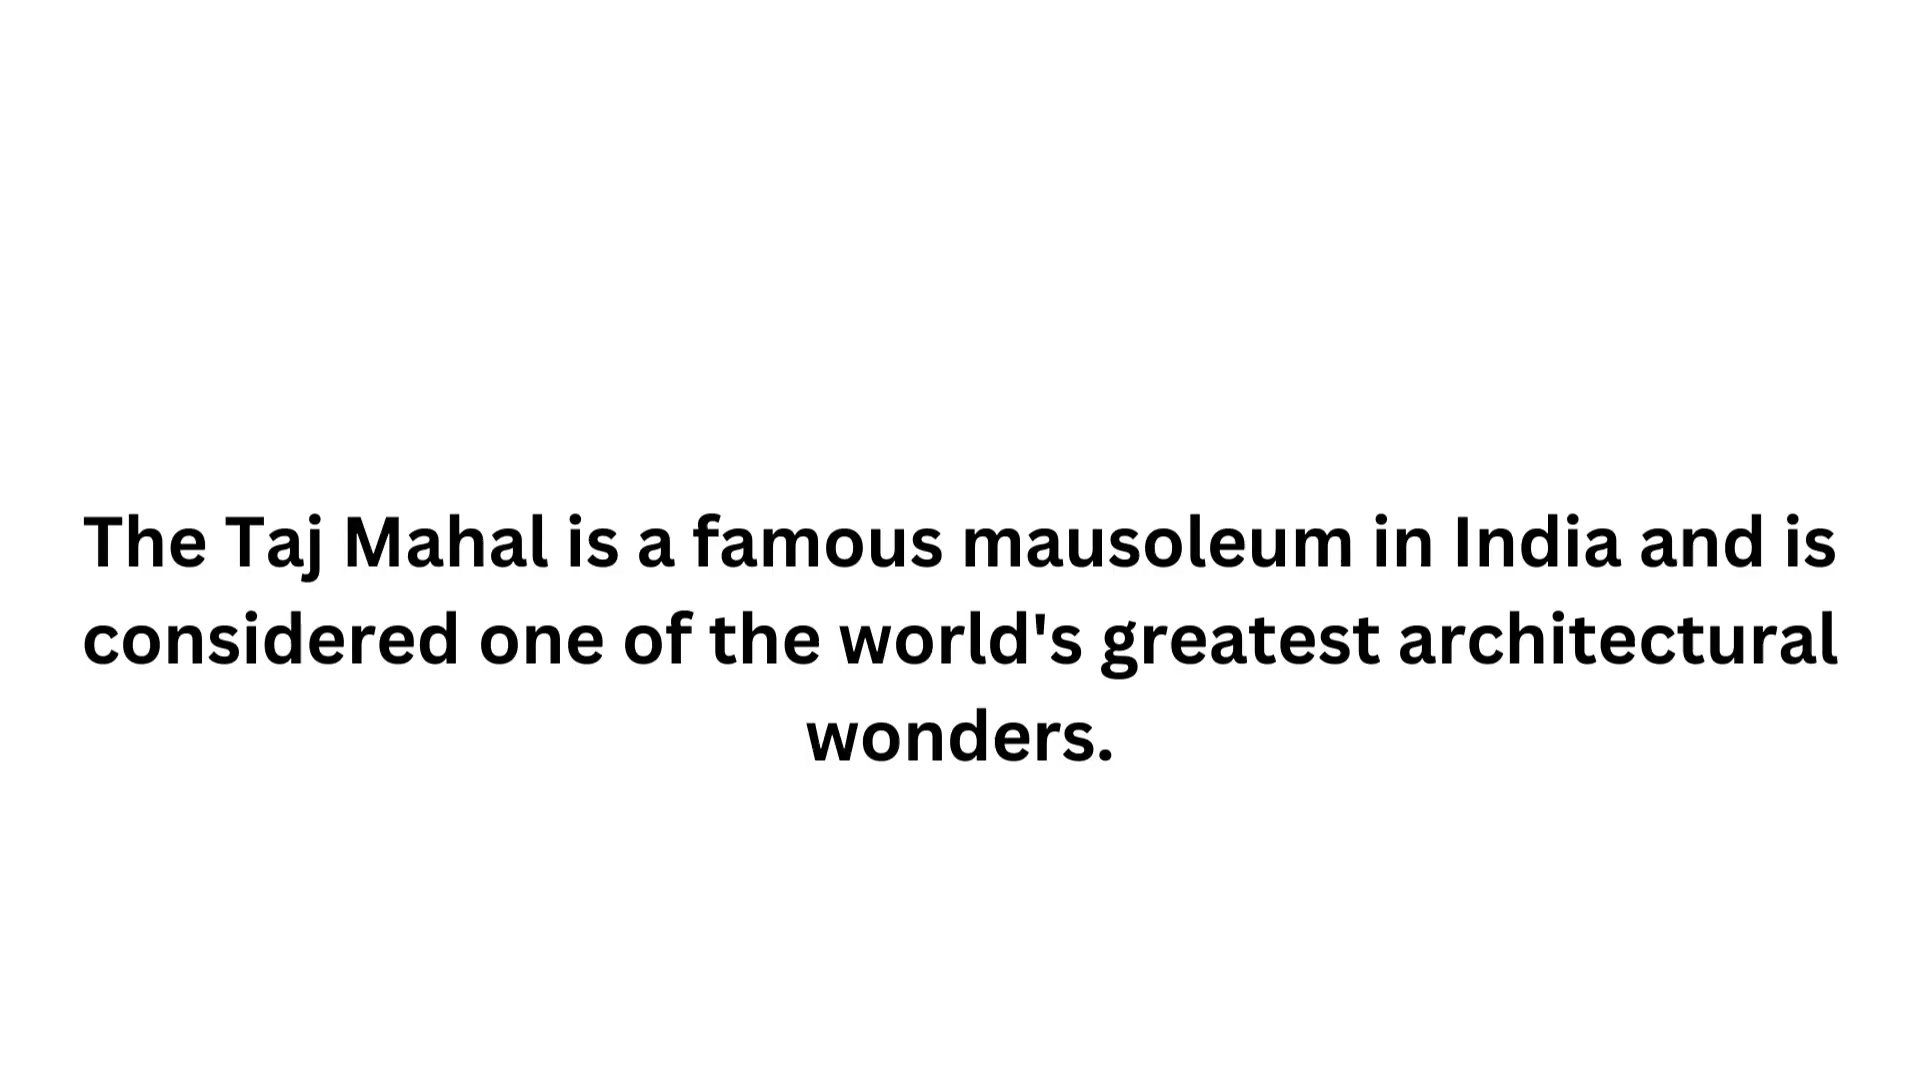 The Taj Mahal is a famous mausoleum in India and is
considered one of the world's greatest architectural
wonders.